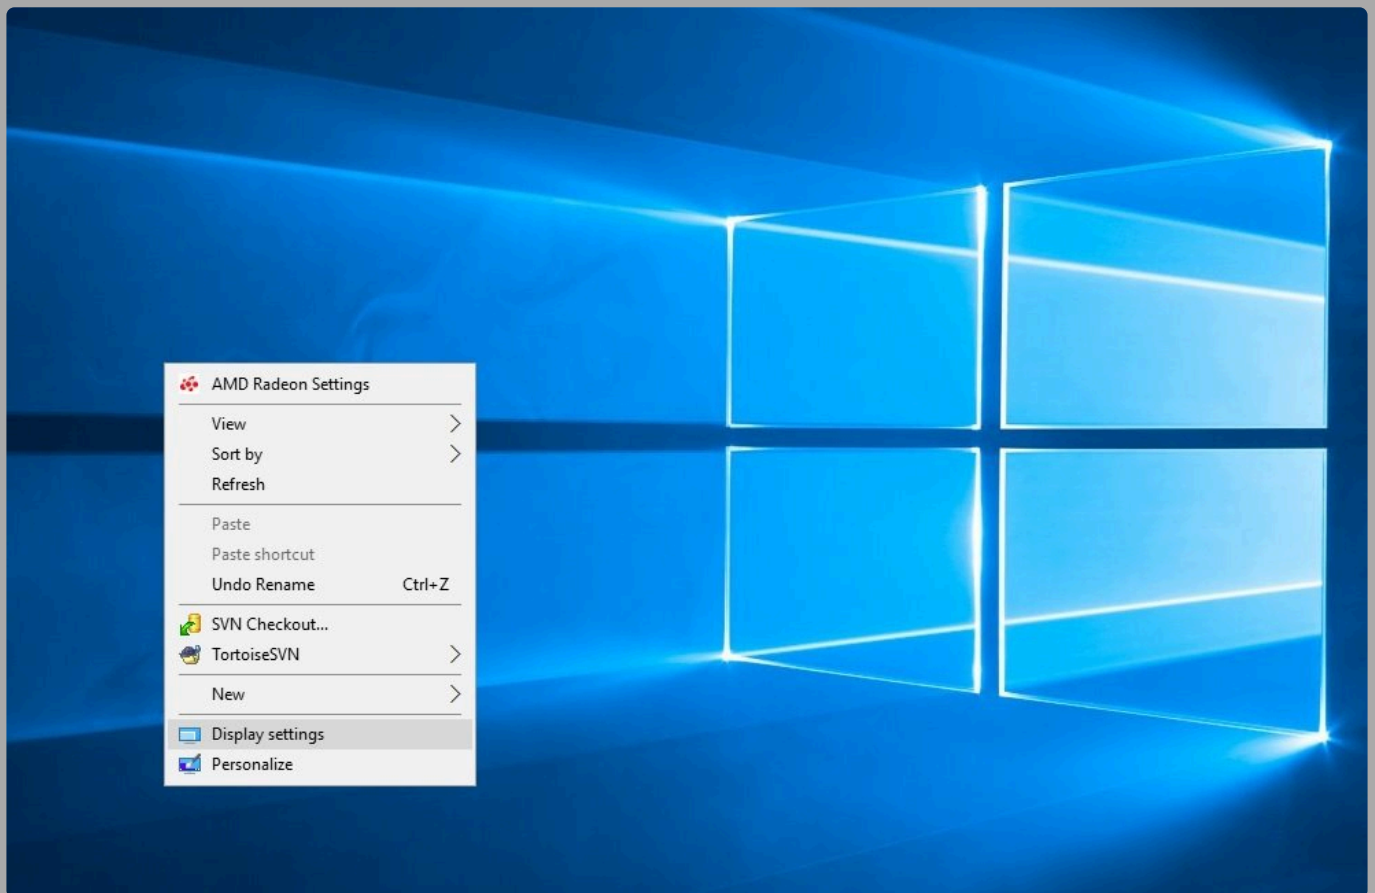 AMD Radeon Settings
View
Sort by
Refresh
Paste
Paste shortcut
Undo Rename Ctrl+Z
SVN Checkout...
TortoiseSVN
New
Display settings
Personalize